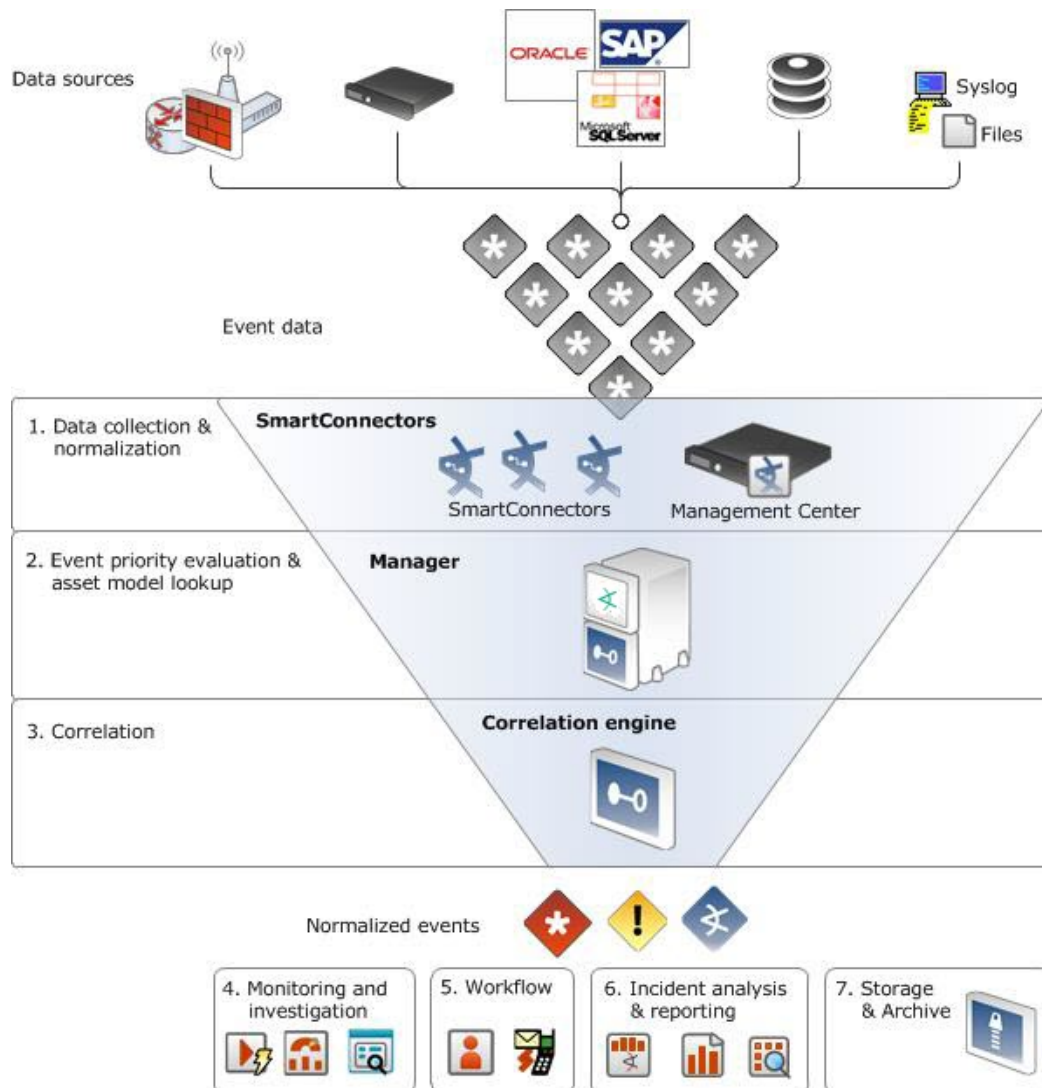 Data sources
ORACLE
SAP
Microsoft
SQLServer
Syslog
Files
Event data
1. Data collection &
normalization
SmartConnectors
SmartConnectors
Management Center
2. Event priority evaluation &
asset model lookup
Manager
3. Correlation
Correlation engine
Normalized events
4. Monitoring and
investigation
5. Workflow
6. Incident analysis
& reporting
7. Storage
& Archive